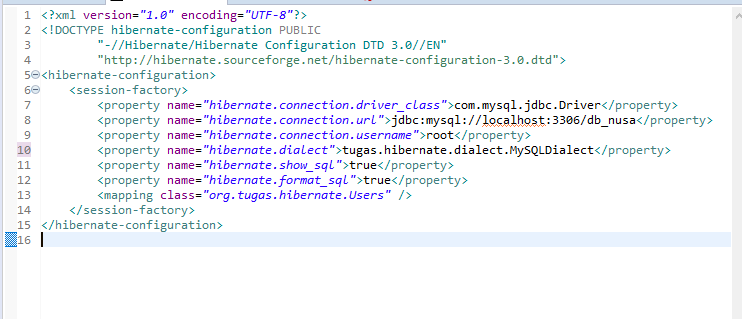 1 <?xml version="1.0" encoding="UTF-8"?>
2 <!DOCTYPE hibernate-configuration PUBLIC
3 "-//Hibernate/Hibernate Configuration DTD 3.0//EN"
4 "http://hibernate.sourceforge.net/hibernate-configuration-3.0.dtd">
5 <hibernate-configuration>
6 <session-factory>
7 <property name="hibernate.connection.driver_class">com.mysql.jdbc.Driver</property>
8 <property name="hibernate.connection.url">jdbc:mysql://localhost:3306/db_nusa</property>
9 <property name="hibernate.connection.username">root</property>
10 <property name="hibernate.dialect">tugas.hibernate.dialect.MySQLDialect</property>
11 <property name="hibernate.show_sql">true</property>
12 <property name="hibernate.format_sql">true</property>
13 <mapping class="org.tugas.hibernate.Users" />
14 </session-factory>
15 </hibernate-configuration>
16